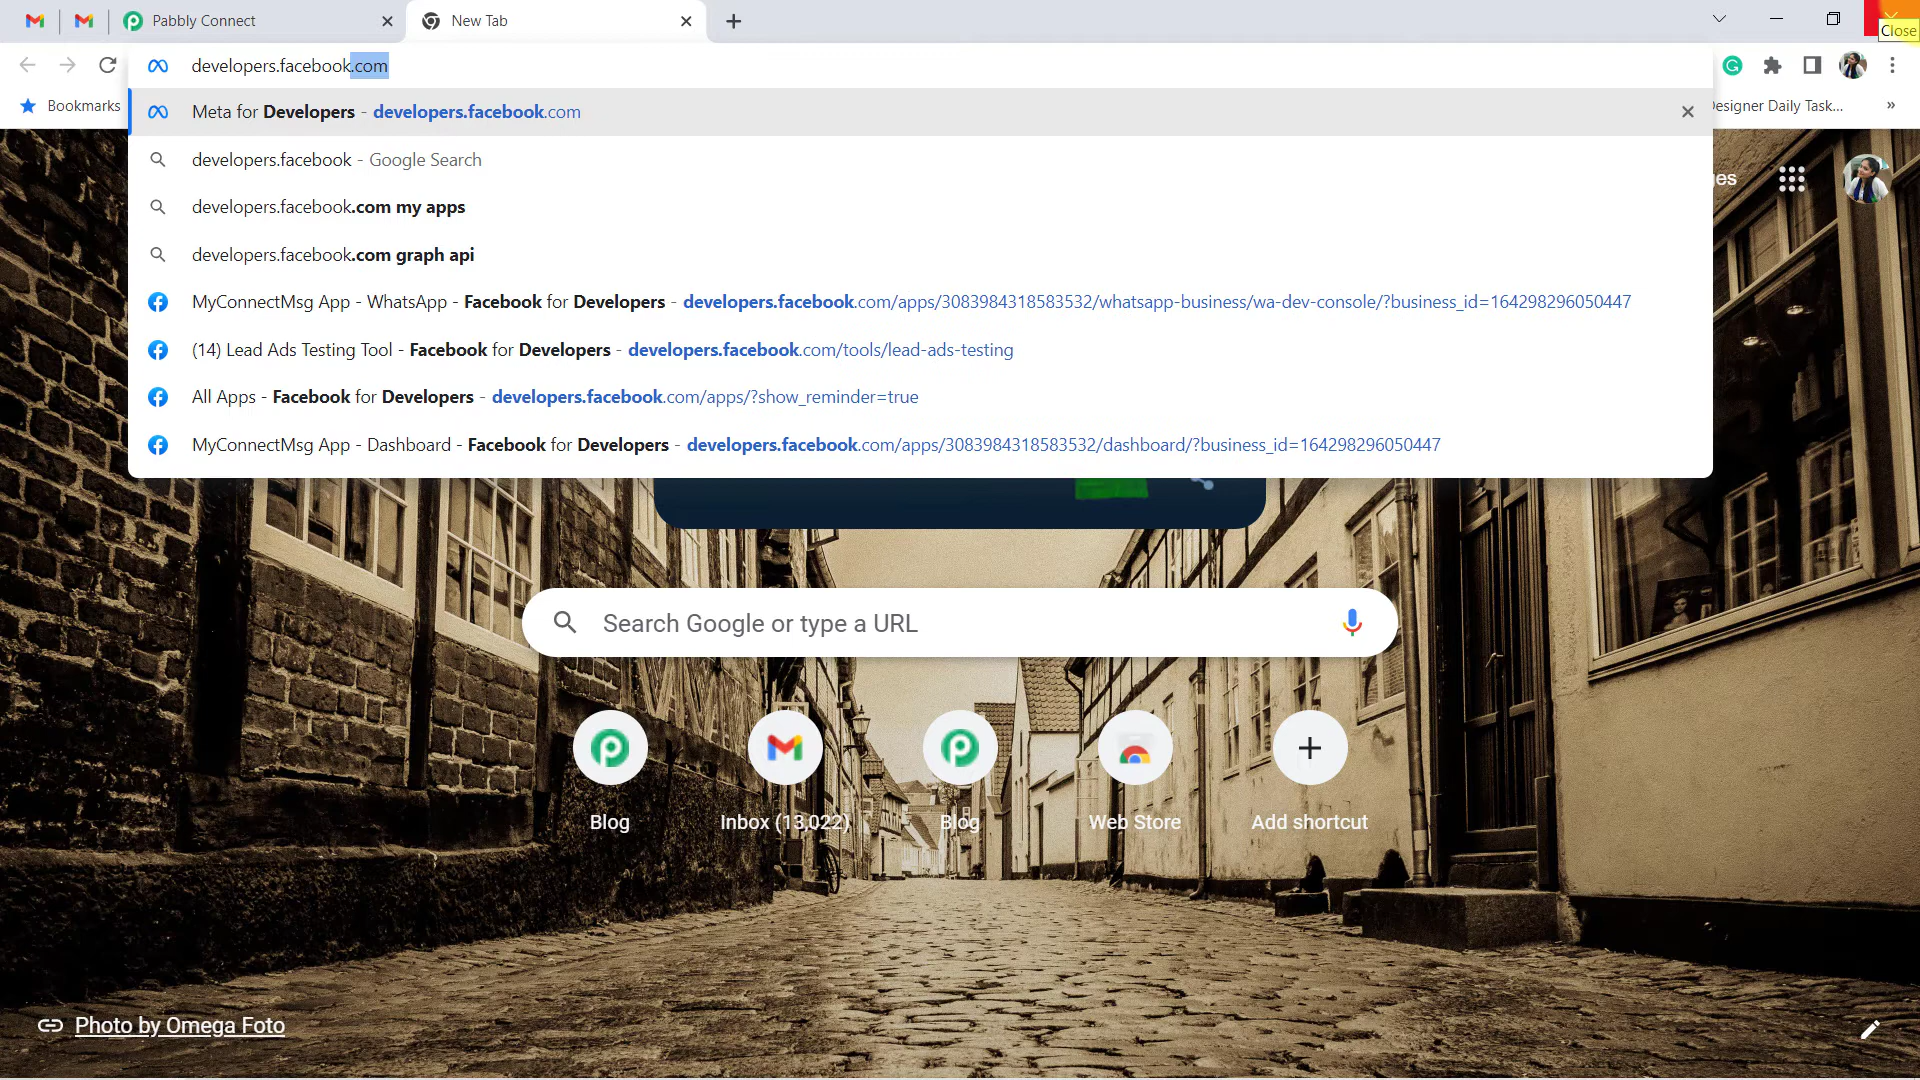 Pabbly Connect
New Tab
Close
developers.facebook.com
Bookmarks
Designer Daily Task...
»
Meta for Developers - developers.facebook.com
developers.facebook - Google Search
developers.facebook.com my apps
developers.facebook.com graph api
MyConnectMsg App - WhatsApp - Facebook for Developers - developers.facebook.com/apps/3083984318583532/whatsapp-business/wa-dev-console/?business_id=164298296050447
(14) Lead Ads Testing Tool - Facebook for Developers - developers.facebook.com/tools/lead-ads-testing
All Apps - Facebook for Developers - developers.facebook.com/apps/?show_reminder=true
MyConnectMsg App - Dashboard - Facebook for Developers - developers.facebook.com/apps/3083984318583532/dashboard/?business_id=164298296050447
Search Google or type a URL
Blog
Inbox (13,022)
Blog
Web Store
Add shortcut
Photo by Omega Foto